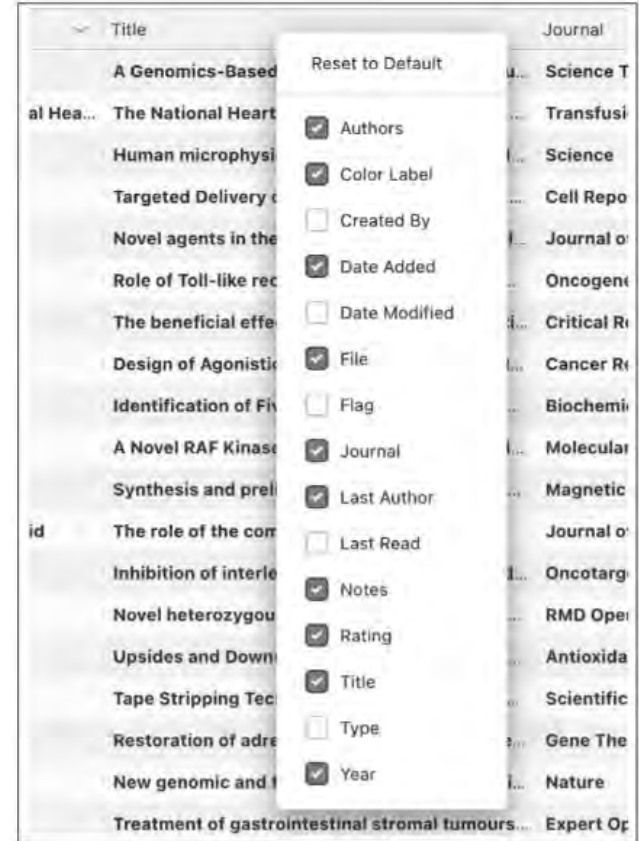 Title Journal
Reset to Default
Authors
Color Label
Created By
Date Added
Date Modified
File
Flag
Journal
Last Author
Last Read
Notes
Rating
Title
Type
Year
A Genomics-Based u... Science T
al Hea... The National Heart ... Transfusi
Human microphysi ... Science
Targeted Delivery ... Cell Repo
Novel agents in the ... Journal o
Role of Toll-like rec ... Oncogene
The beneficial effe ... Critical Re
Design of Agonisti ... Cancer Re
Identification of Fi ... Biochemi
A Novel RAF Kinase ... Molecular
Synthesis and preli ... Magnetic
id The role of the com Journal o
Inhibition of interle ... Oncotarg
Novel heterozygou ... RMD Oper
Upsides and Down ... Antioxida
Tape Stripping Tec ... Scientific
Restoration of adre ... Gene The
New genomic and i... Nature
Treatment of gastrointestinal stromal tumours... Expert Op